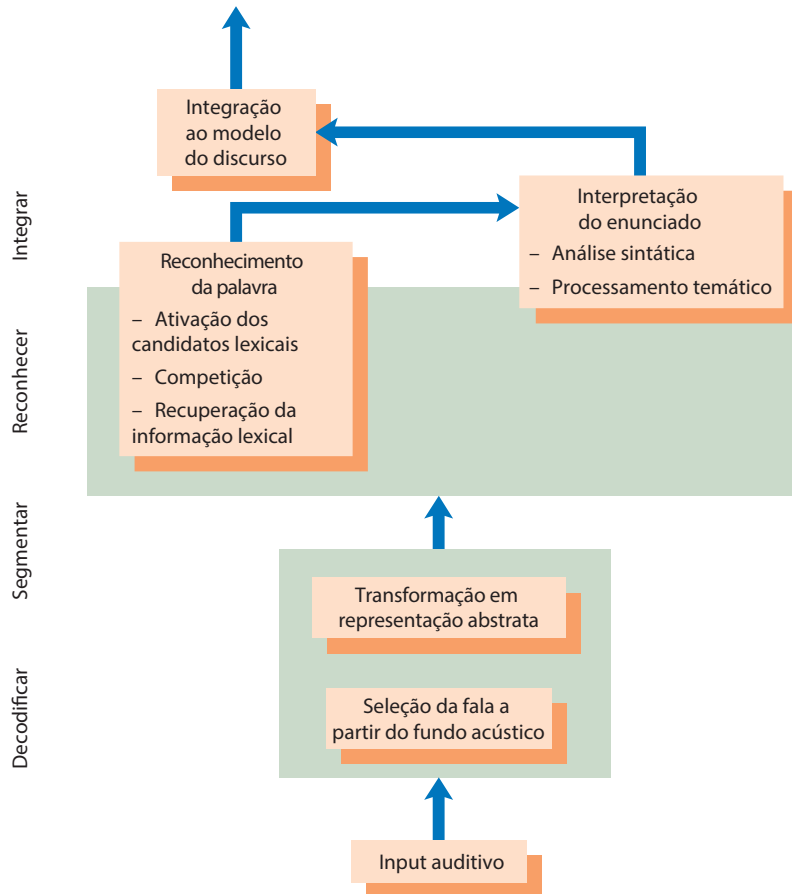 Integração
ao modelo
do discurso
Interpretação
do enunciado
– Análise sintática
– Processamento temático
Reconhecimento
da palavra
– Ativação dos
candidatos lexicais
– Competição
– Recuperação da
informação lexical
Transformação em
representação abstrata
Seleção da fala a
partir do fundo acústico
Input auditivo
Integrar
Reconhecer
Segmentar
Decodificar